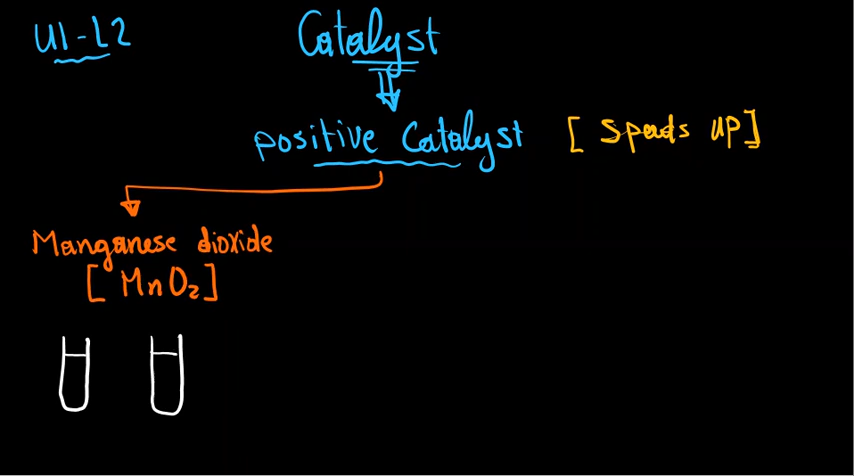 U1-L2
Catalyst
positive Catalyst [ Speeds UP ]
Manganese dioxide
[ MnO₂ ]